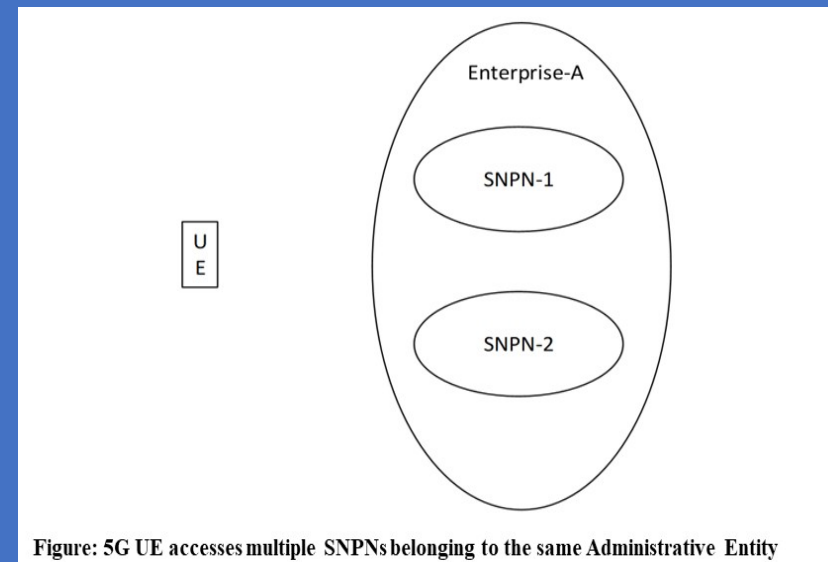 Enterprise-A
SNPN-1
U
E
SNPN-2
Figure: 5G UE accesses multiple SNPNs belonging to the same Administrative Entity